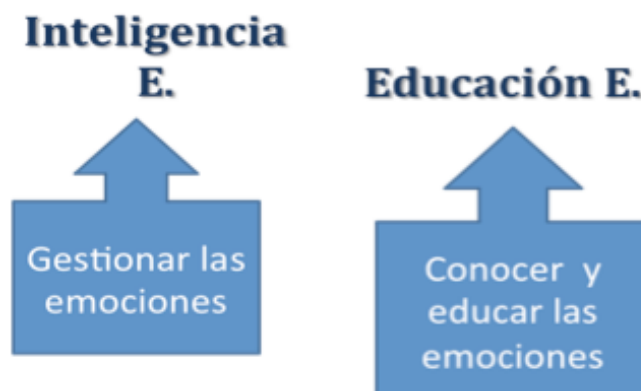 Inteligencia
E.
Educación E.
Gestionar las
emociones
Conocer y
educar las
emociones